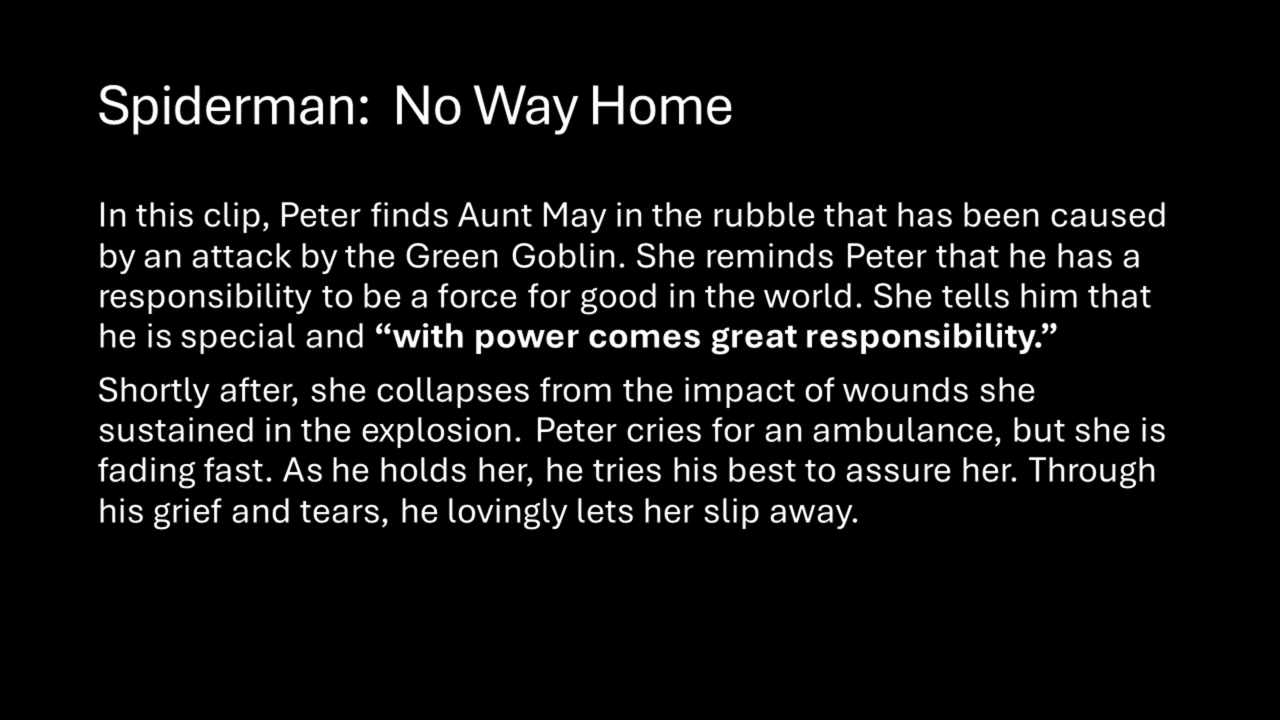 Spiderman:  No Way Home
In this clip, Peter finds Aunt May in the rubble that has been caused
by an attack by the Green Goblin. She reminds Peter that he has a
responsibility to be a force for good in the world. She tells him that
he is special and “with power comes great responsibility.”
Shortly after, she collapses from the impact of wounds she
sustained in the explosion.  Peter cries for an ambulance, but she is
fading fast. As he holds her, he tries his best to assure her. Through
his grief and tears, he lovingly lets her slip away.